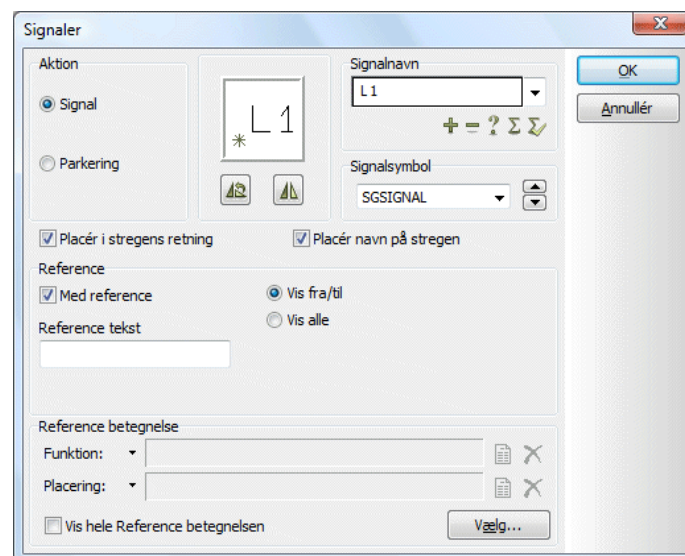 Signaler
Aktion
Signal
Parkering
L 1
Signalnavn
L1
+ - ? Σ Σ
Signalsymbol
SGSIGNAL
OK
Annullér
Placér i stregens retning
Placér navn på stregen
Reference
Med reference
Vis fra/til
Vis alle
Reference tekst
Reference betegnelse
Funktion:
Placering:
Vis hele Reference betegnelsen
Vælg...